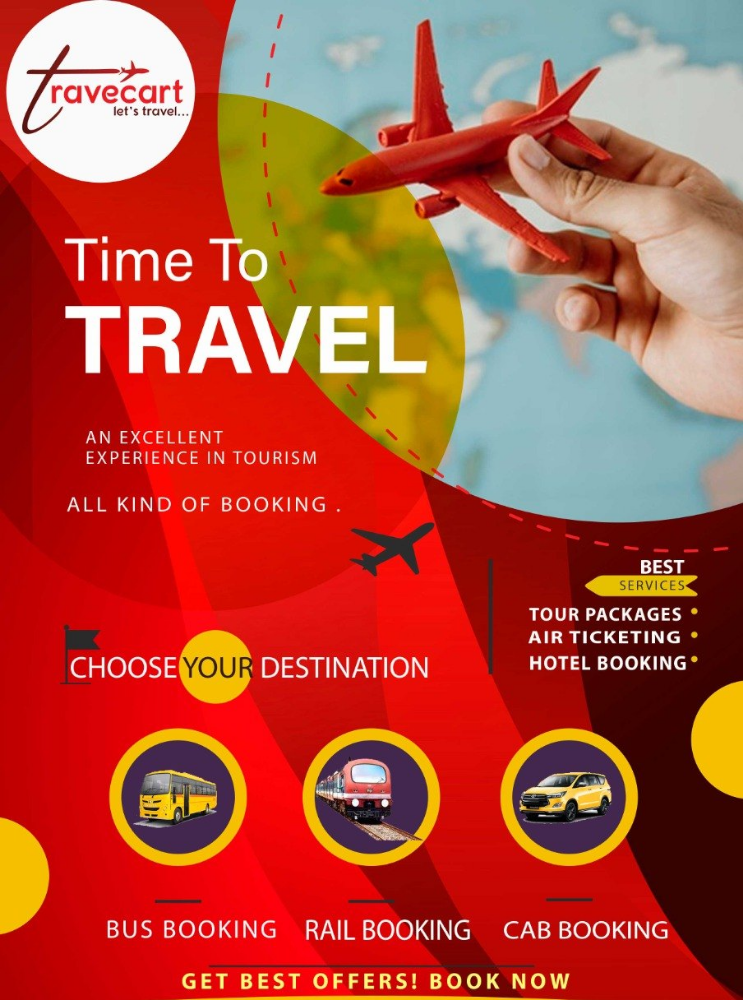 travecart
let's travel...
Time To
TRAVEL
AN EXCELLENT
EXPERIENCE IN TOURISM
ALL KIND OF BOOKING .
BEST
SERVICES
TOUR PACKAGES
AIR TICKETING
HOTEL BOOKING
CHOOSE YOUR DESTINATION
BUS BOOKING
RAIL BOOKING
CAB BOOKING
GET BEST OFFERS! BOOK NOW